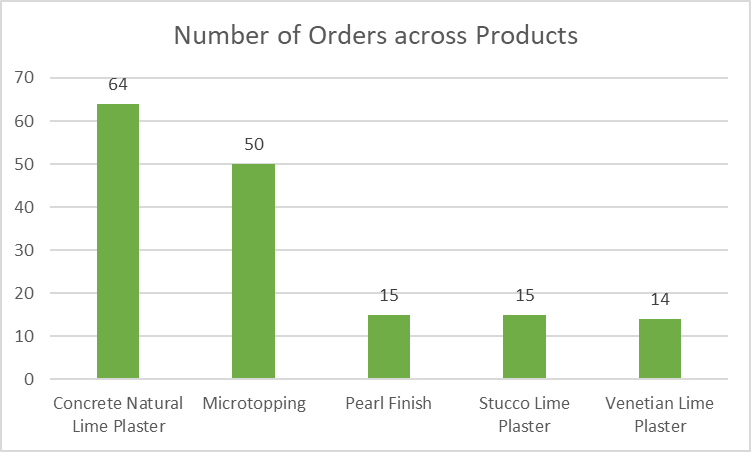 Number of Orders across Products
70
60
50
40
30
20
10
0
64
50
15
15
14
Concrete Natural
Lime Plaster
Microtopping
Pearl Finish
Stucco Lime
Plaster
Venetian Lime
Plaster